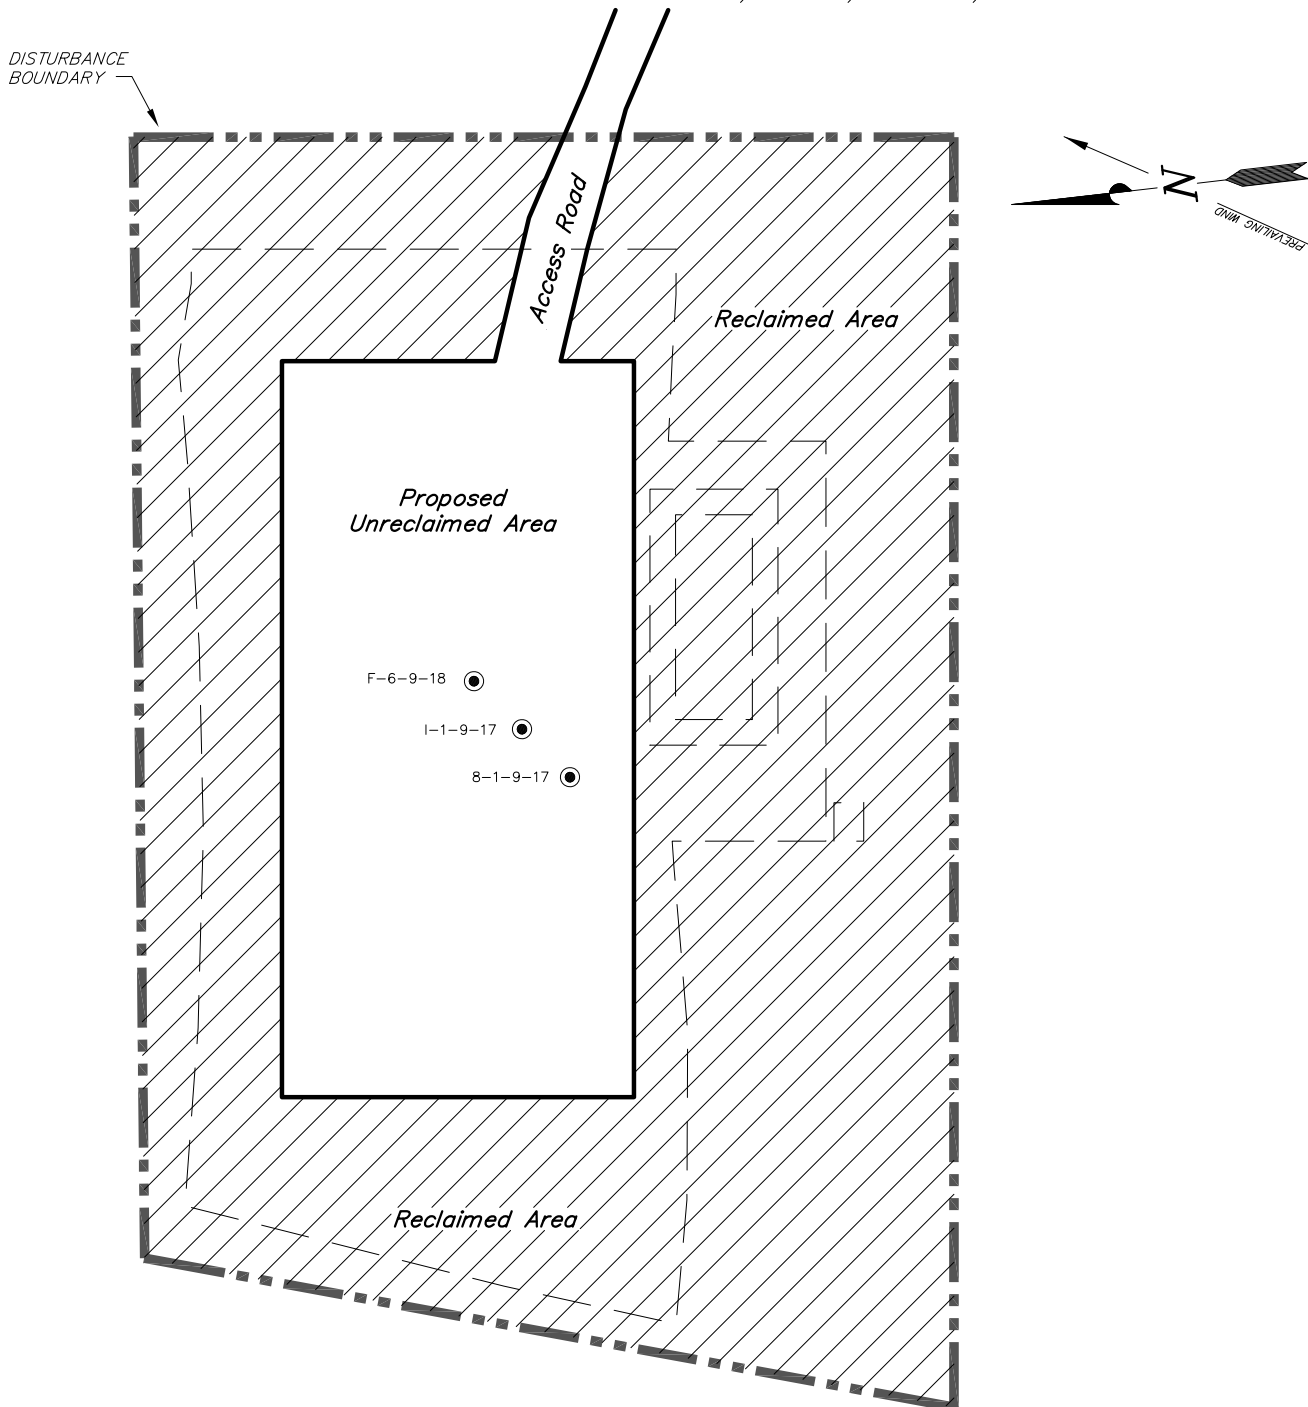 DISTURBANCE
BOUNDARY
Access Road
N
PREVAILING WIND
Reclaimed Area
Proposed
Unreclaimed Area
F-6-9-18
I-1-9-17
8-1-9-17
Reclaimed Area